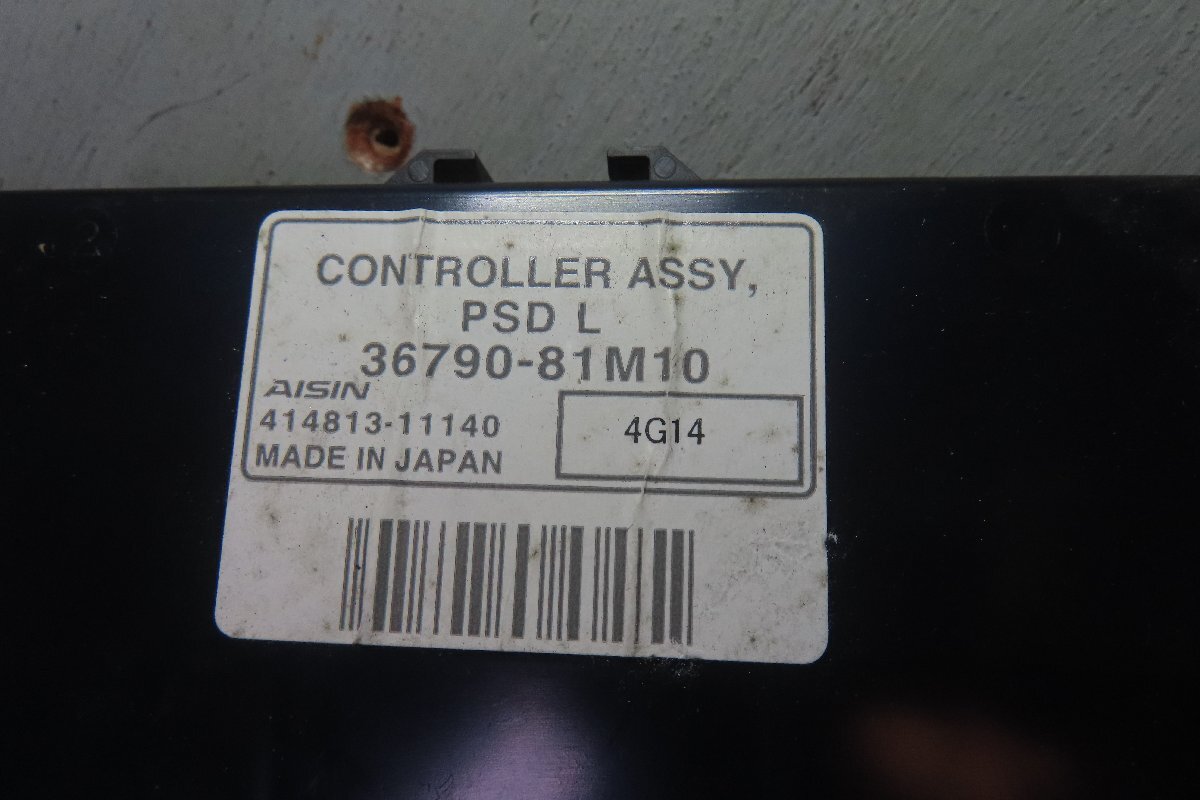 CONTROLLER ASSY,
PSD L
36790-81M10
AISIN
414813-11140
4G14
MADE IN JAPAN